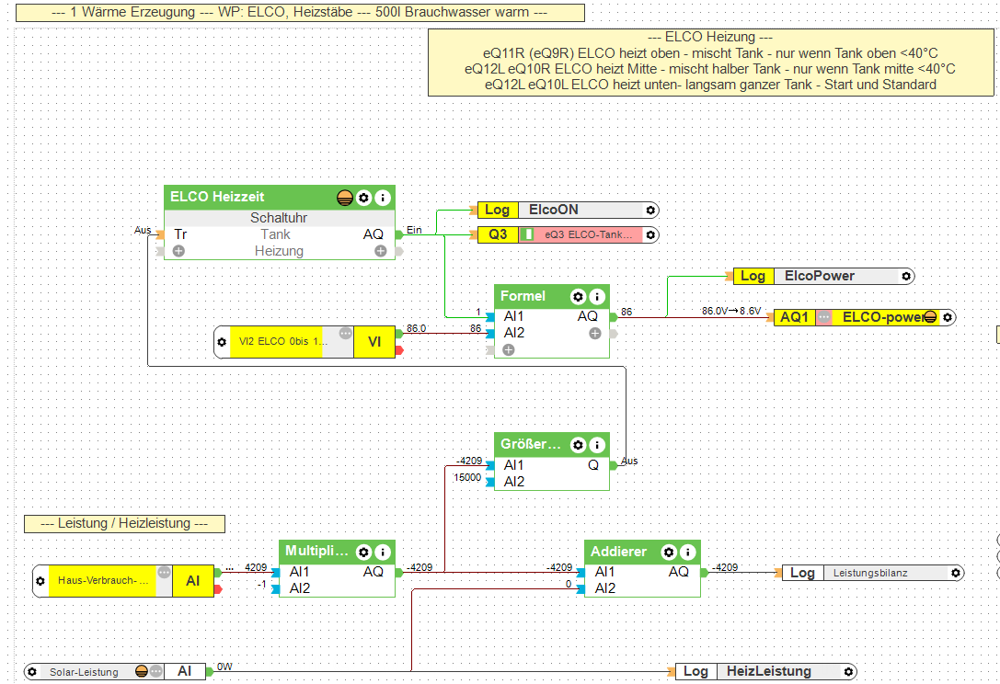 --- 1 Wärme Erzeugung --- WP: ELCO, Heizstäbe --- 500l Brauchwasser warm ---
--- ELCO Heizung ---
eQ11R (eQ9R) ELCO heizt oben - mischt Tank - nur wenn Tank oben <40°C
eQ12L eQ10R ELCO heizt Mitte - mischt halber Tank - nur wenn Tank mitte <40°C
eQ12L eQ10L ELCO heizt unten- langsam ganzer Tank - Start und Standard
ELCO Heizzeit
Schaltuhr
Aus Tr Tank AQ Ein
Heizung
Log ElcoON
Q3 eQ3 ELCO-Tank...
Formel
1 AI1 AQ 86
86 AI2
Log ElcoPower
86.0V→8.6V AQ1 ELCO-power
VI2 ELCO 0bis 1... VI 86.0
Größer...
-4209 AI1 Q Aus
15000 AI2
--- Leistung / Heizleistung ---
Haus-Verbrauch-... AI ... 4209
Multipli...
AI1 AQ -4209
-1 AI2
Addierer
-4209 AI1 AQ -4209
0 AI2
Log Leistungsbilanz
Solar-Leistung AI 0W
Log HeizLeistung